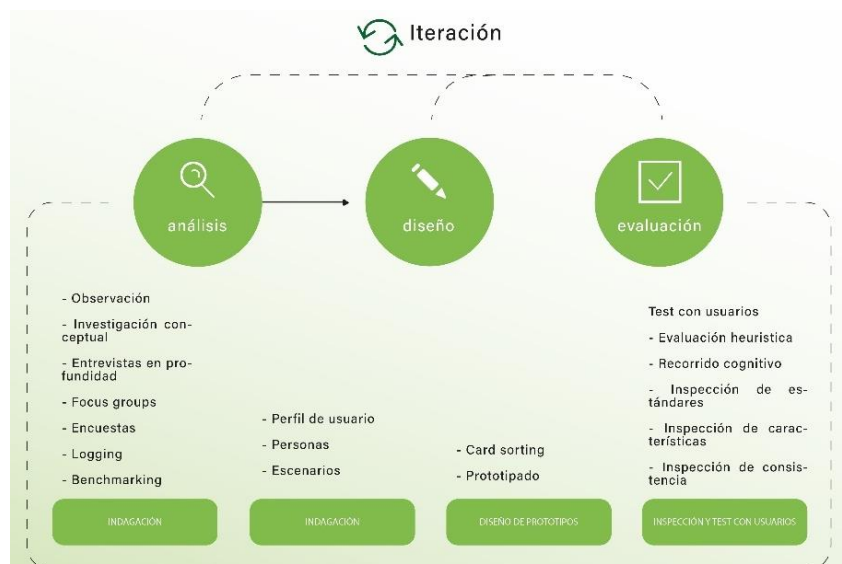 Iteración
análisis
diseño
evaluación
- Observación
- Investigación con-
ceptual
- Entrevistas en pro-
fundidad
- Focus groups
- Encuestas
- Logging
- Benchmarking
- Perfil de usuario
- Personas
- Escenarios
- Card sorting
- Prototipado
Test con usuarios
- Evaluación heuristica
- Recorrido cognitivo
- Inspección de es-
tándares
- Inspección de carac-
terísticas
- Inspección de consis-
tencia
INDAGACIÓN
INDAGACIÓN
DISEÑO DE PROTOTIPOS
INSPECCIÓN Y TEST CON USUARIOS